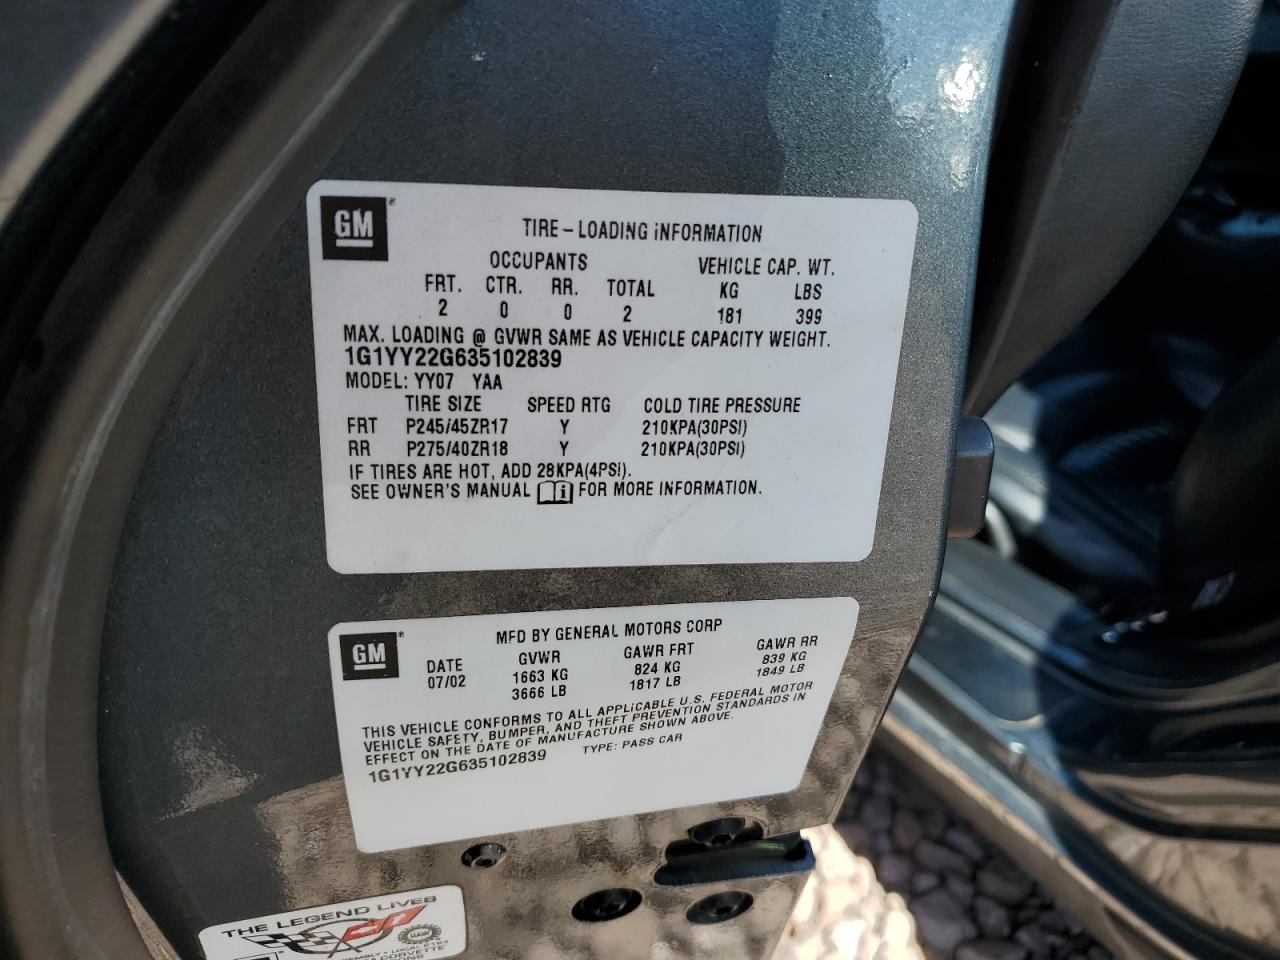 GM
TIRE-LOADING INFORMATION
OCCUPANTS VEHICLE CAP. WT.
FRT. CTR. RR. TOTAL KG LBS
2 0 0 2 181 399
MAX. LOADING @ GVWR SAME AS VEHICLE CAPACITY WEIGHT.
1G1YY22G635102839
MODEL: YY07 YAA
TIRE SIZE SPEED RTG COLD TIRE PRESSURE
FRT P245/45ZR17 Y 210KPA(30PSI)
RR P275/40ZR18 Y 210KPA(30PSI)
IF TIRES ARE HOT, ADD 28KPA(4PSI).
SEE OWNER'S MANUAL FOR MORE INFORMATION.
GM
MFD BY GENERAL MOTORS CORP
DATE GVWR GAWR FRT GAWR RR
07/02 1663 KG 824 KG 839 KG
3666 LB 1817 LB 1849 LB
THIS VEHICLE CONFORMS TO ALL APPLICABLE U.S. FEDERAL MOTOR
VEHICLE SAFETY, BUMPER, AND THEFT PREVENTION STANDARDS IN
EFFECT ON THE DATE OF MANUFACTURE SHOWN ABOVE.
1G1YY22G635102839 TYPE: PASS CAR
THE LEGEND LIVES
UAW
LOCAL 2164
CORVETTE